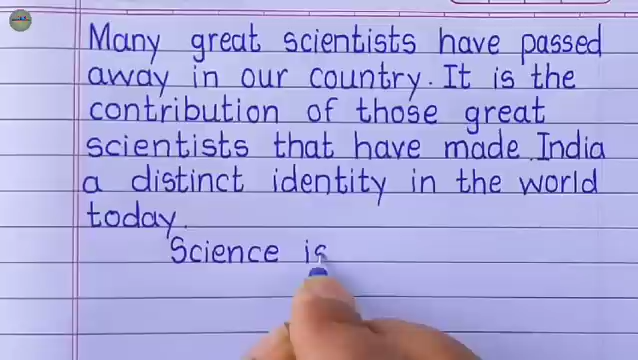 Many great scientists have passed
away in our country. It is the
contribution of those great
scientists that have made India
a distinct identity in the world
today.
Science is